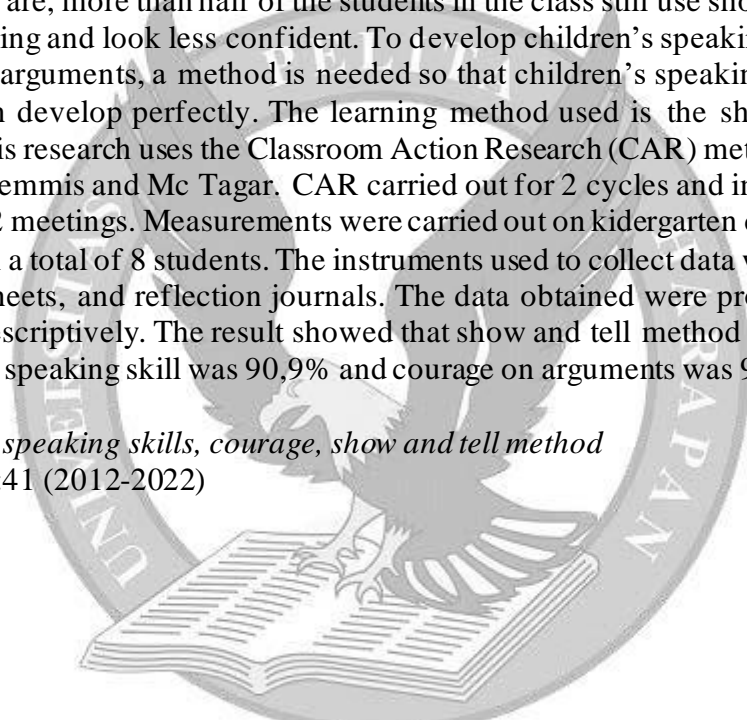 are, more than half of the students in the class still use sho
ing and look less confident. To develop children's speakin
arguments, a method is needed so that children's speakin
develop perfectly. The learning method used is the sh
is research uses the Classroom Action Research (CAR) met
emmis and Mc Tagar. CAR carried out for 2 cycles and in
2 meetings. Measurements were carried out on kidergarten
a total of 8 students. The instruments used to collect data
heets, and reflection journals. The data obtained were pro
scriptively. The result showed that show and tell method
speaking skill was 90,9% and courage on arguments was 9
speaking skills, courage, show and tell method
:41 (2012-2022)
UNIVERSITAS PELITA HARAPAN